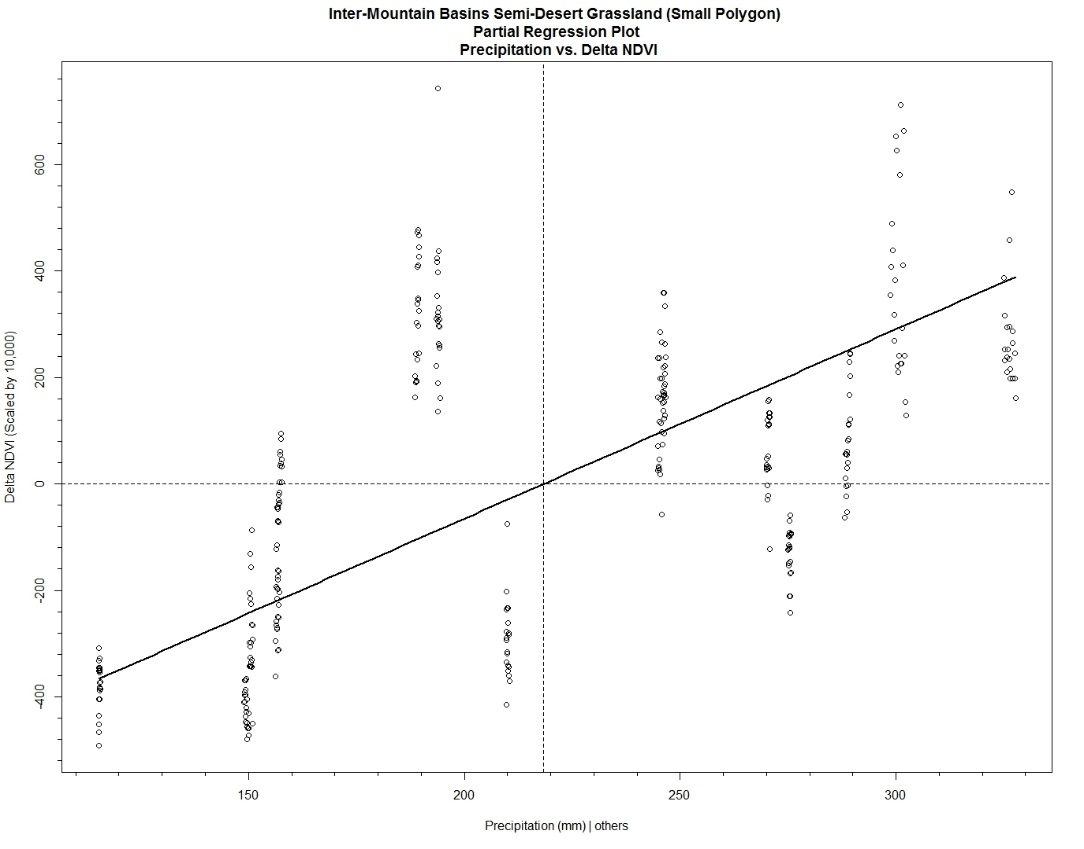 Inter-Mountain Basins Semi-Desert Grassland (Small Polygon)
Partial Regression Plot
Precipitation vs. Delta NDVI
Delta NDVI (Scaled by 10,000)
600
400
200
0
-200
-400
150
200
250
300
Precipitation (mm) | others